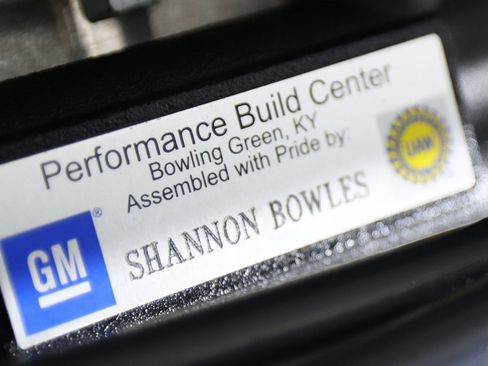 Performance Build Center
Bowling Green, KY
Assembled with Pride by:
SHANNON BOWLES
GM
®
UAW